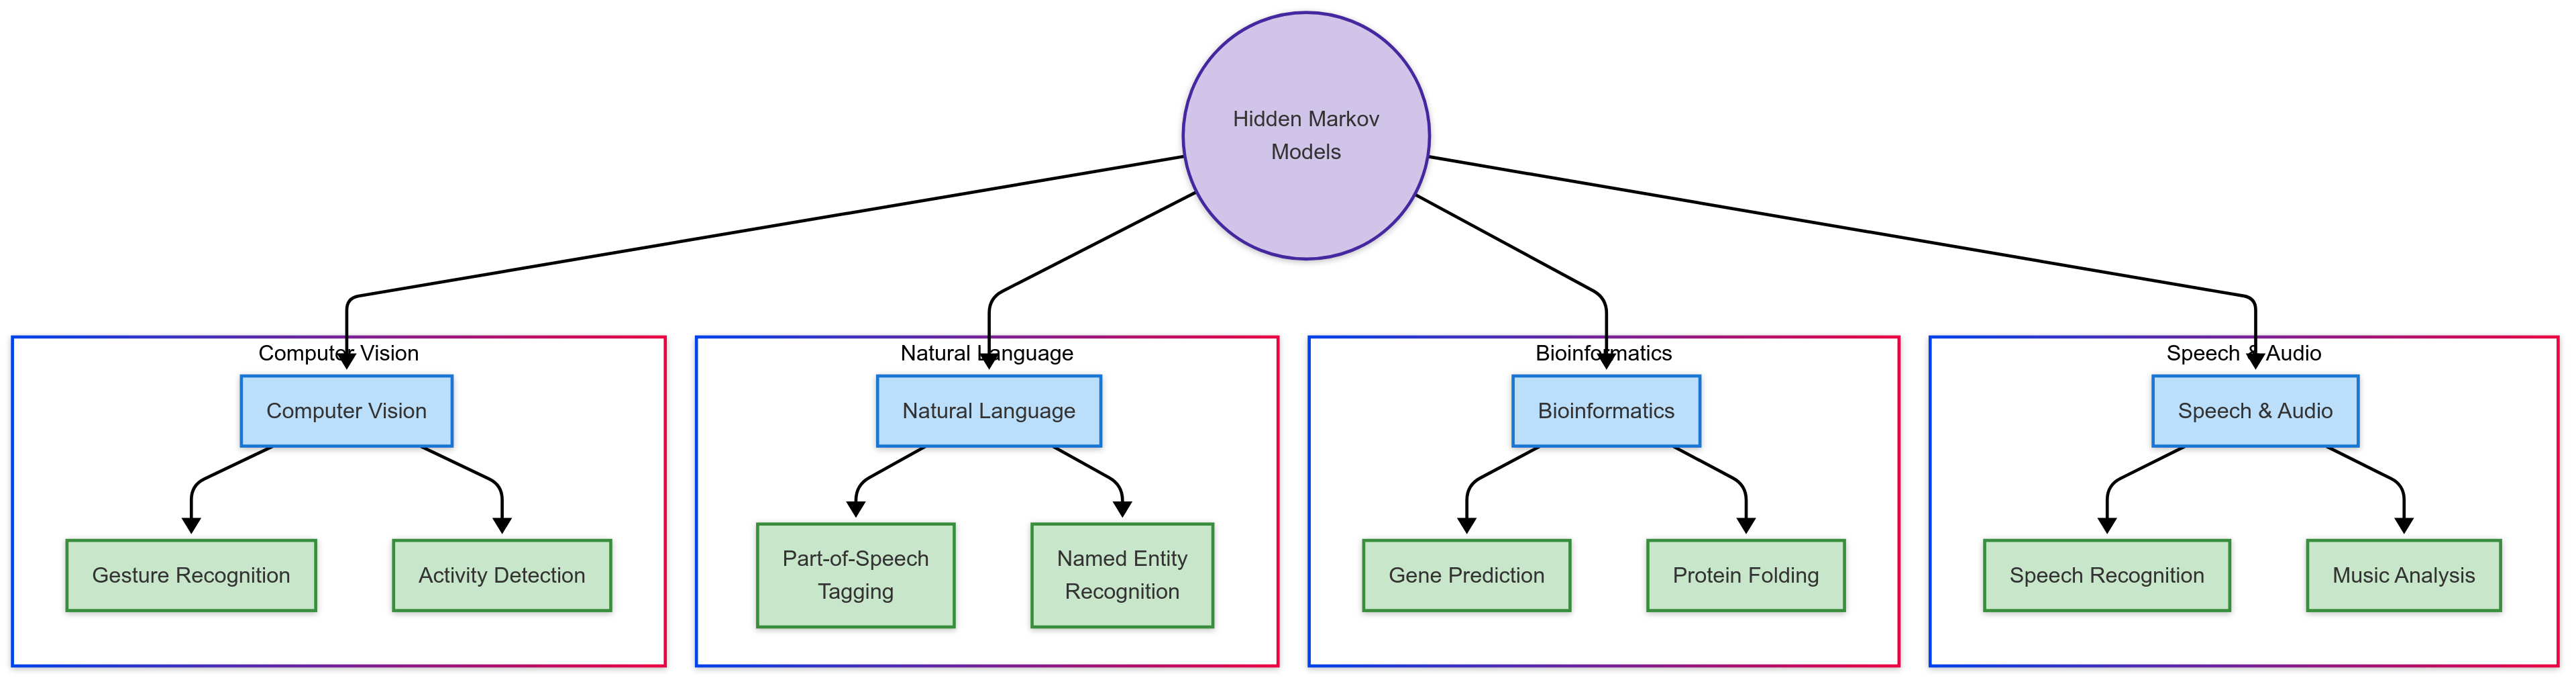 Hidden Markov
Models
Computer Vision
Natural Language
Bioinformatics
Speech & Audio
Computer Vision
Natural Language
Bioinformatics
Speech & Audio
Gesture Recognition
Activity Detection
Part-of-Speech
Tagging
Named Entity
Recognition
Gene Prediction
Protein Folding
Speech Recognition
Music Analysis